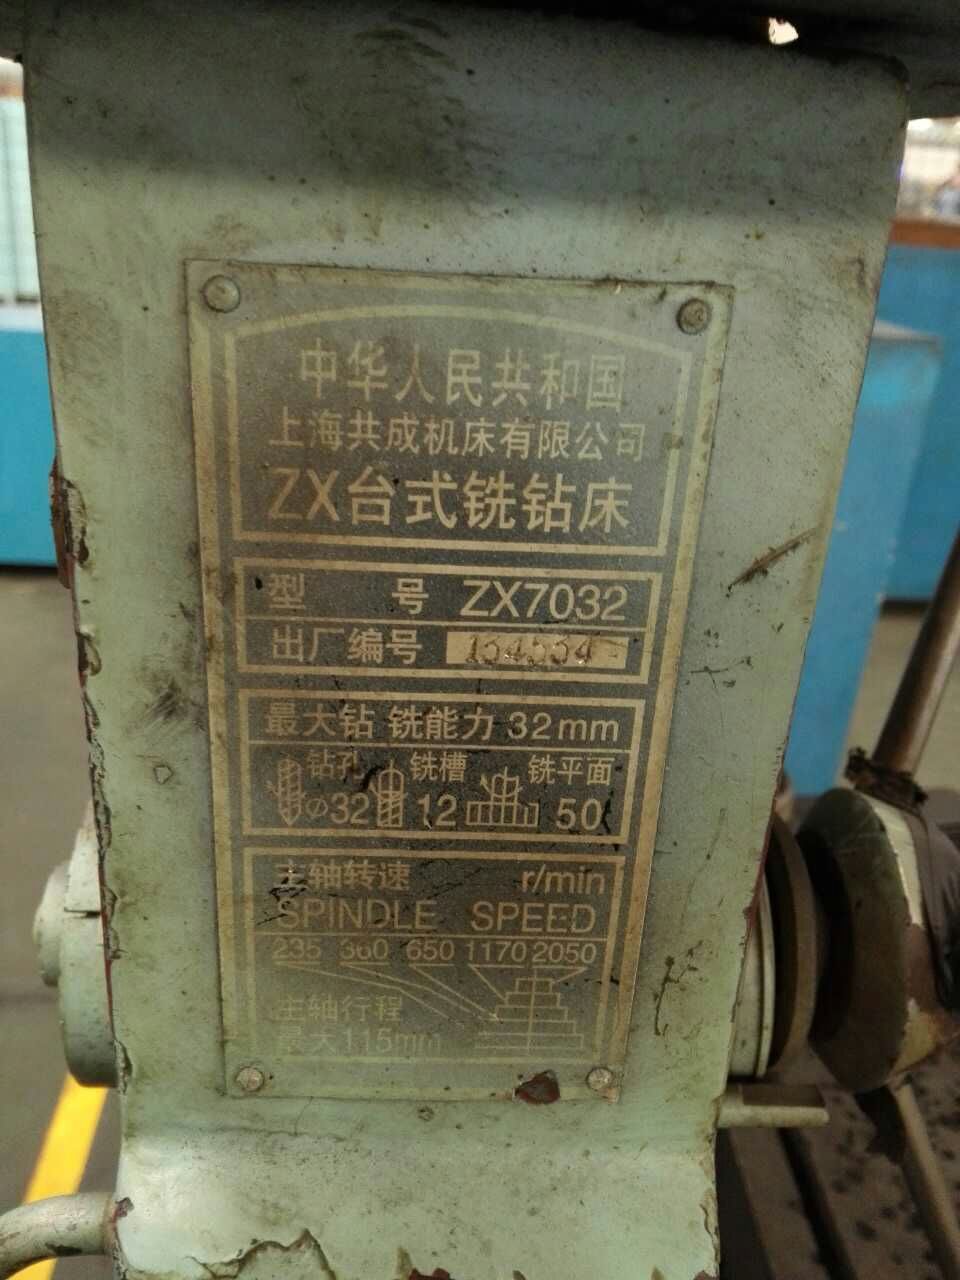 中华人民共和国
上海共成机床有限公司
ZX台式铣钻床
型 号 ZX7032
出厂编号 134534
最大钻 铣能力 32mm
钻孔 铣槽 铣平面
φ32 12 50
主轴转速 r/min
SPINDLE SPEED
235 360 650 1170 2050
主轴行程
最大115mm